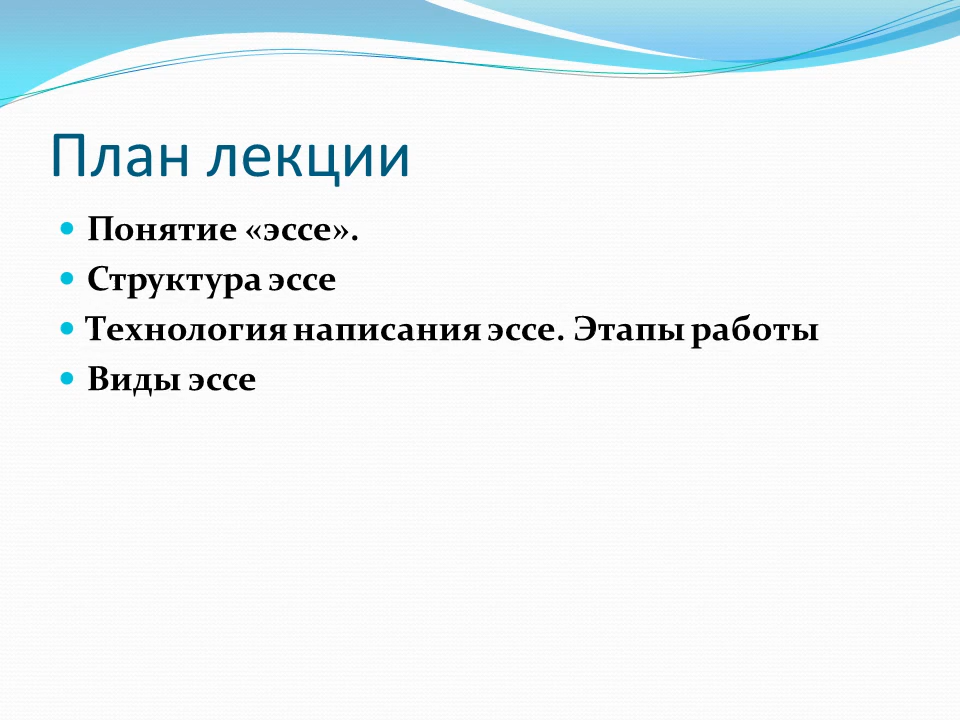 План лекции
Понятие «эссе».
Структура эссе
Технология написания эссе. Этапы работы
Виды эссе